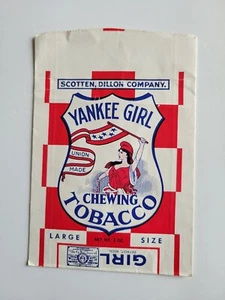 SCOTTEN, DILLON COMPANY.
YANKEE GIRL
UNION
MADE
CHEWING
TOBACCO
LARGE
SIZE
GIRL